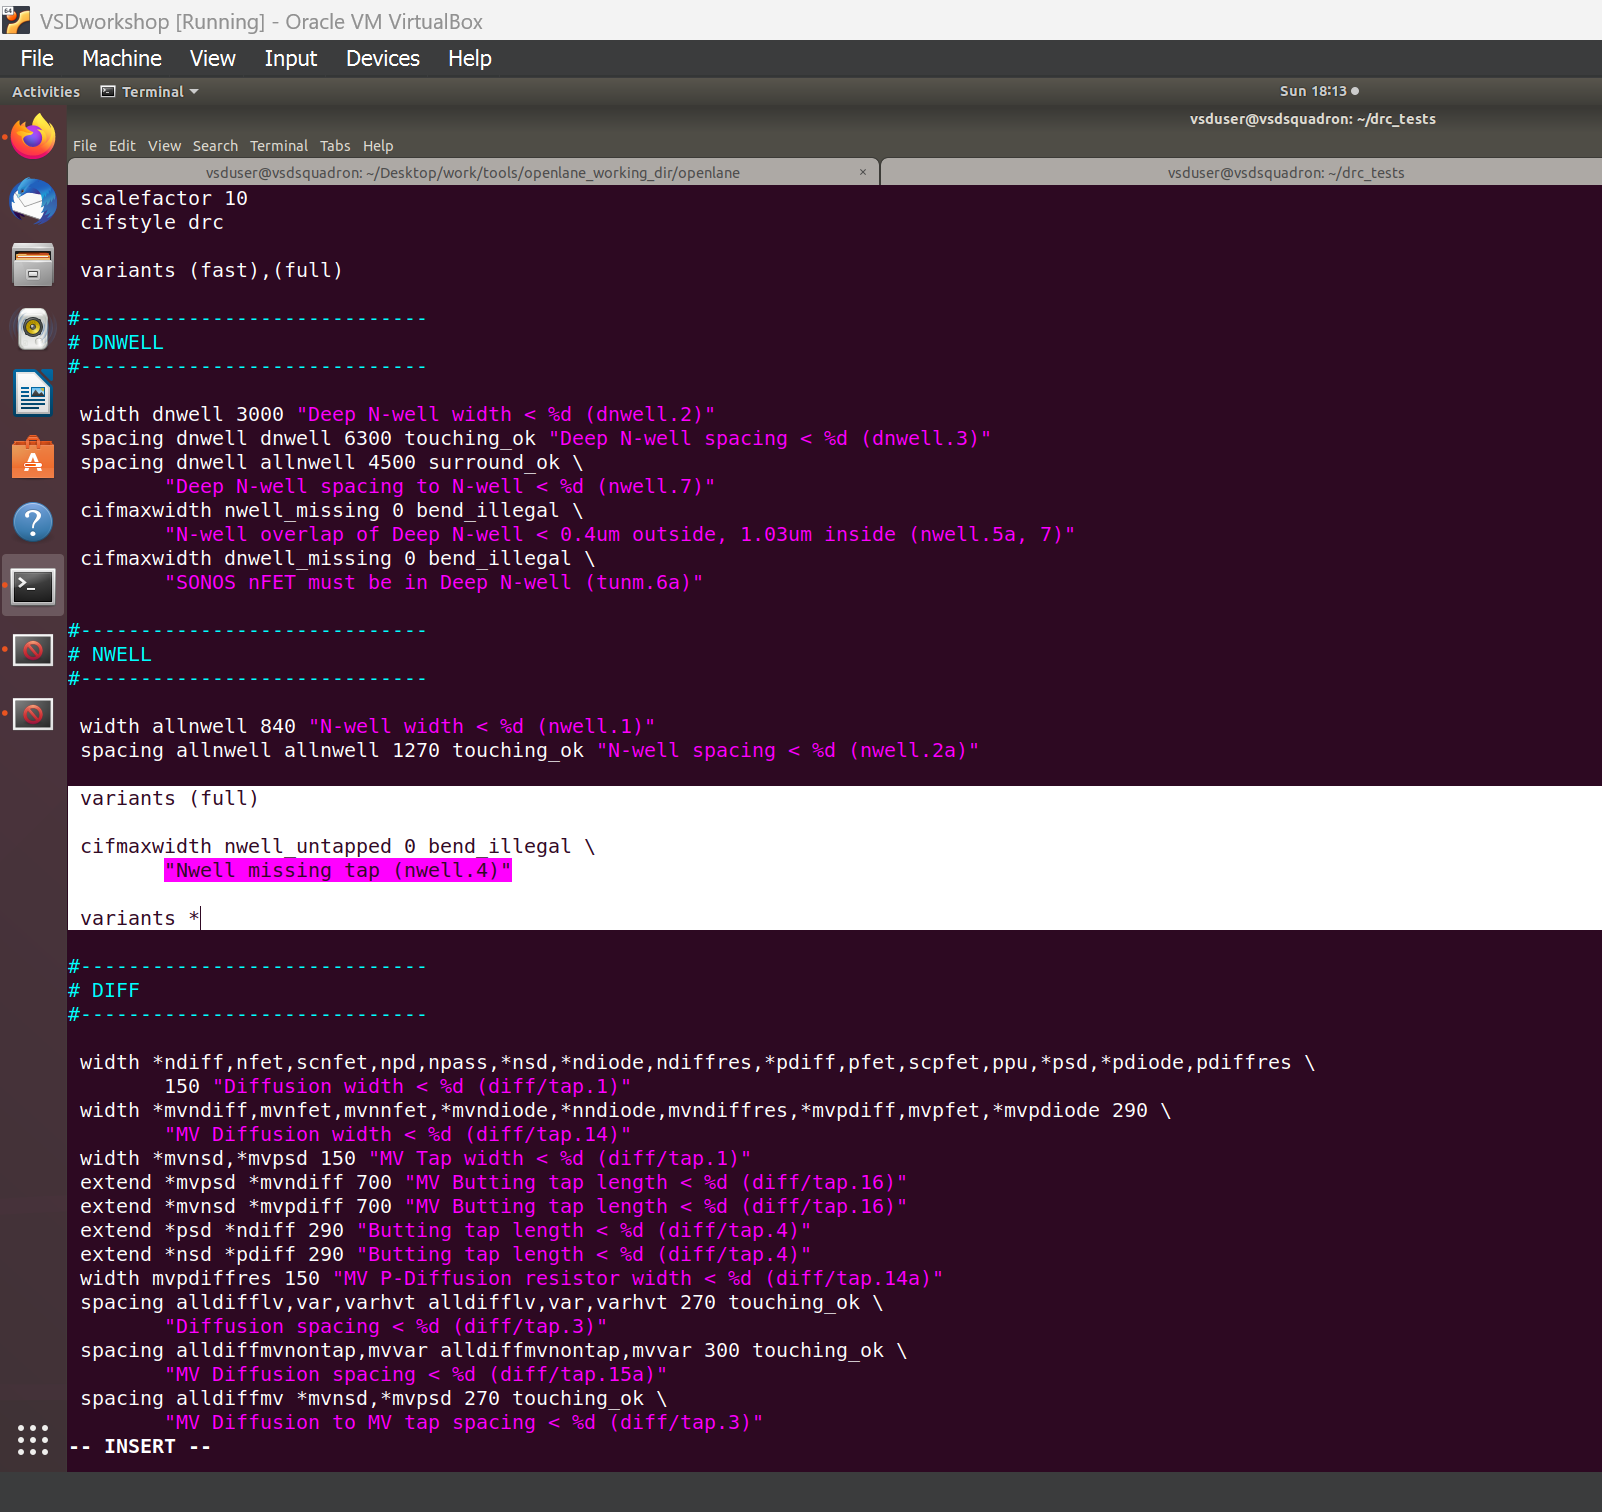 VSDworkshop [Running] - Oracle VM VirtualBox
File Machine View Input Devices Help
Activities Terminal Sun 18:13
vsduser@vsdsquadron: ~/drc_tests
File Edit View Search Terminal Tabs Help
vsduser@vsdsquadron: ~/Desktop/work/tools/openlane_working_dir/openlane × vsduser@vsdsquadron: ~/drc_tests
scalefactor 10
cifstyle drc
variants (fast),(full)
#-----------------------------
# DNWELL
#-----------------------------
width dnwell 3000 "Deep N-well width < %d (dnwell.2)"
spacing dnwell dnwell 6300 touching_ok "Deep N-well spacing < %d (dnwell.3)"
spacing dnwell allnwell 4500 surround_ok \
"Deep N-well spacing to N-well < %d (nwell.7)"
cifmaxwidth nwell_missing 0 bend_illegal \
"N-well overlap of Deep N-well < 0.4um outside, 1.03um inside (nwell.5a, 7)"
cifmaxwidth dnwell_missing 0 bend_illegal \
"SONOS nFET must be in Deep N-well (tunm.6a)"
#-----------------------------
# NWELL
#-----------------------------
width allnwell 840 "N-well width < %d (nwell.1)"
spacing allnwell allnwell 1270 touching_ok "N-well spacing < %d (nwell.2a)"
variants (full)
cifmaxwidth nwell_untapped 0 bend_illegal \
"Nwell missing tap (nwell.4)"
variants *
#-----------------------------
# DIFF
#-----------------------------
width *ndiff,nfet,scnfet,npd,npass,*nsd,*ndiode,ndiffres,*pdiff,pfet,scpfet,ppu,*psd,*pdiode,pdiffres \
150 "Diffusion width < %d (diff/tap.1)"
width *mvndiff,mvnfet,mvnnfet,*mvndiode,*nndiode,mvndiffres,*mvpdiff,mvpfet,*mvpdiode 290 \
"MV Diffusion width < %d (diff/tap.14)"
width *mvnsd,*mvpsd 150 "MV Tap width < %d (diff/tap.1)"
extend *mvpsd *mvndiff 700 "MV Butting tap length < %d (diff/tap.16)"
extend *mvnsd *mvpdiff 700 "MV Butting tap length < %d (diff/tap.16)"
extend *psd *ndiff 290 "Butting tap length < %d (diff/tap.4)"
extend *nsd *pdiff 290 "Butting tap length < %d (diff/tap.4)"
width mvpdiffres 150 "MV P-Diffusion resistor width < %d (diff/tap.14a)"
spacing alldifflv,var,varhvt alldifflv,var,varhvt 270 touching_ok \
"Diffusion spacing < %d (diff/tap.3)"
spacing alldiffmvnontap,mvvar alldiffmvnontap,mvvar 300 touching_ok \
"MV Diffusion spacing < %d (diff/tap.15a)"
spacing alldiffmv *mvnsd,*mvpsd 270 touching_ok \
"MV Diffusion to MV tap spacing < %d (diff/tap.3)"
-- INSERT --